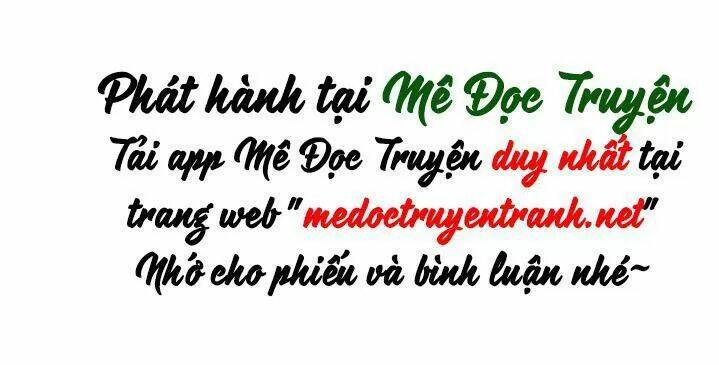 Phát hành tại Mê Đọc Truyện
Tải app Mê Đọc Truyện duy nhất tại
trang web "medoctruyentranh.net"
Nhớ cho phiếu và bình luận nhé~